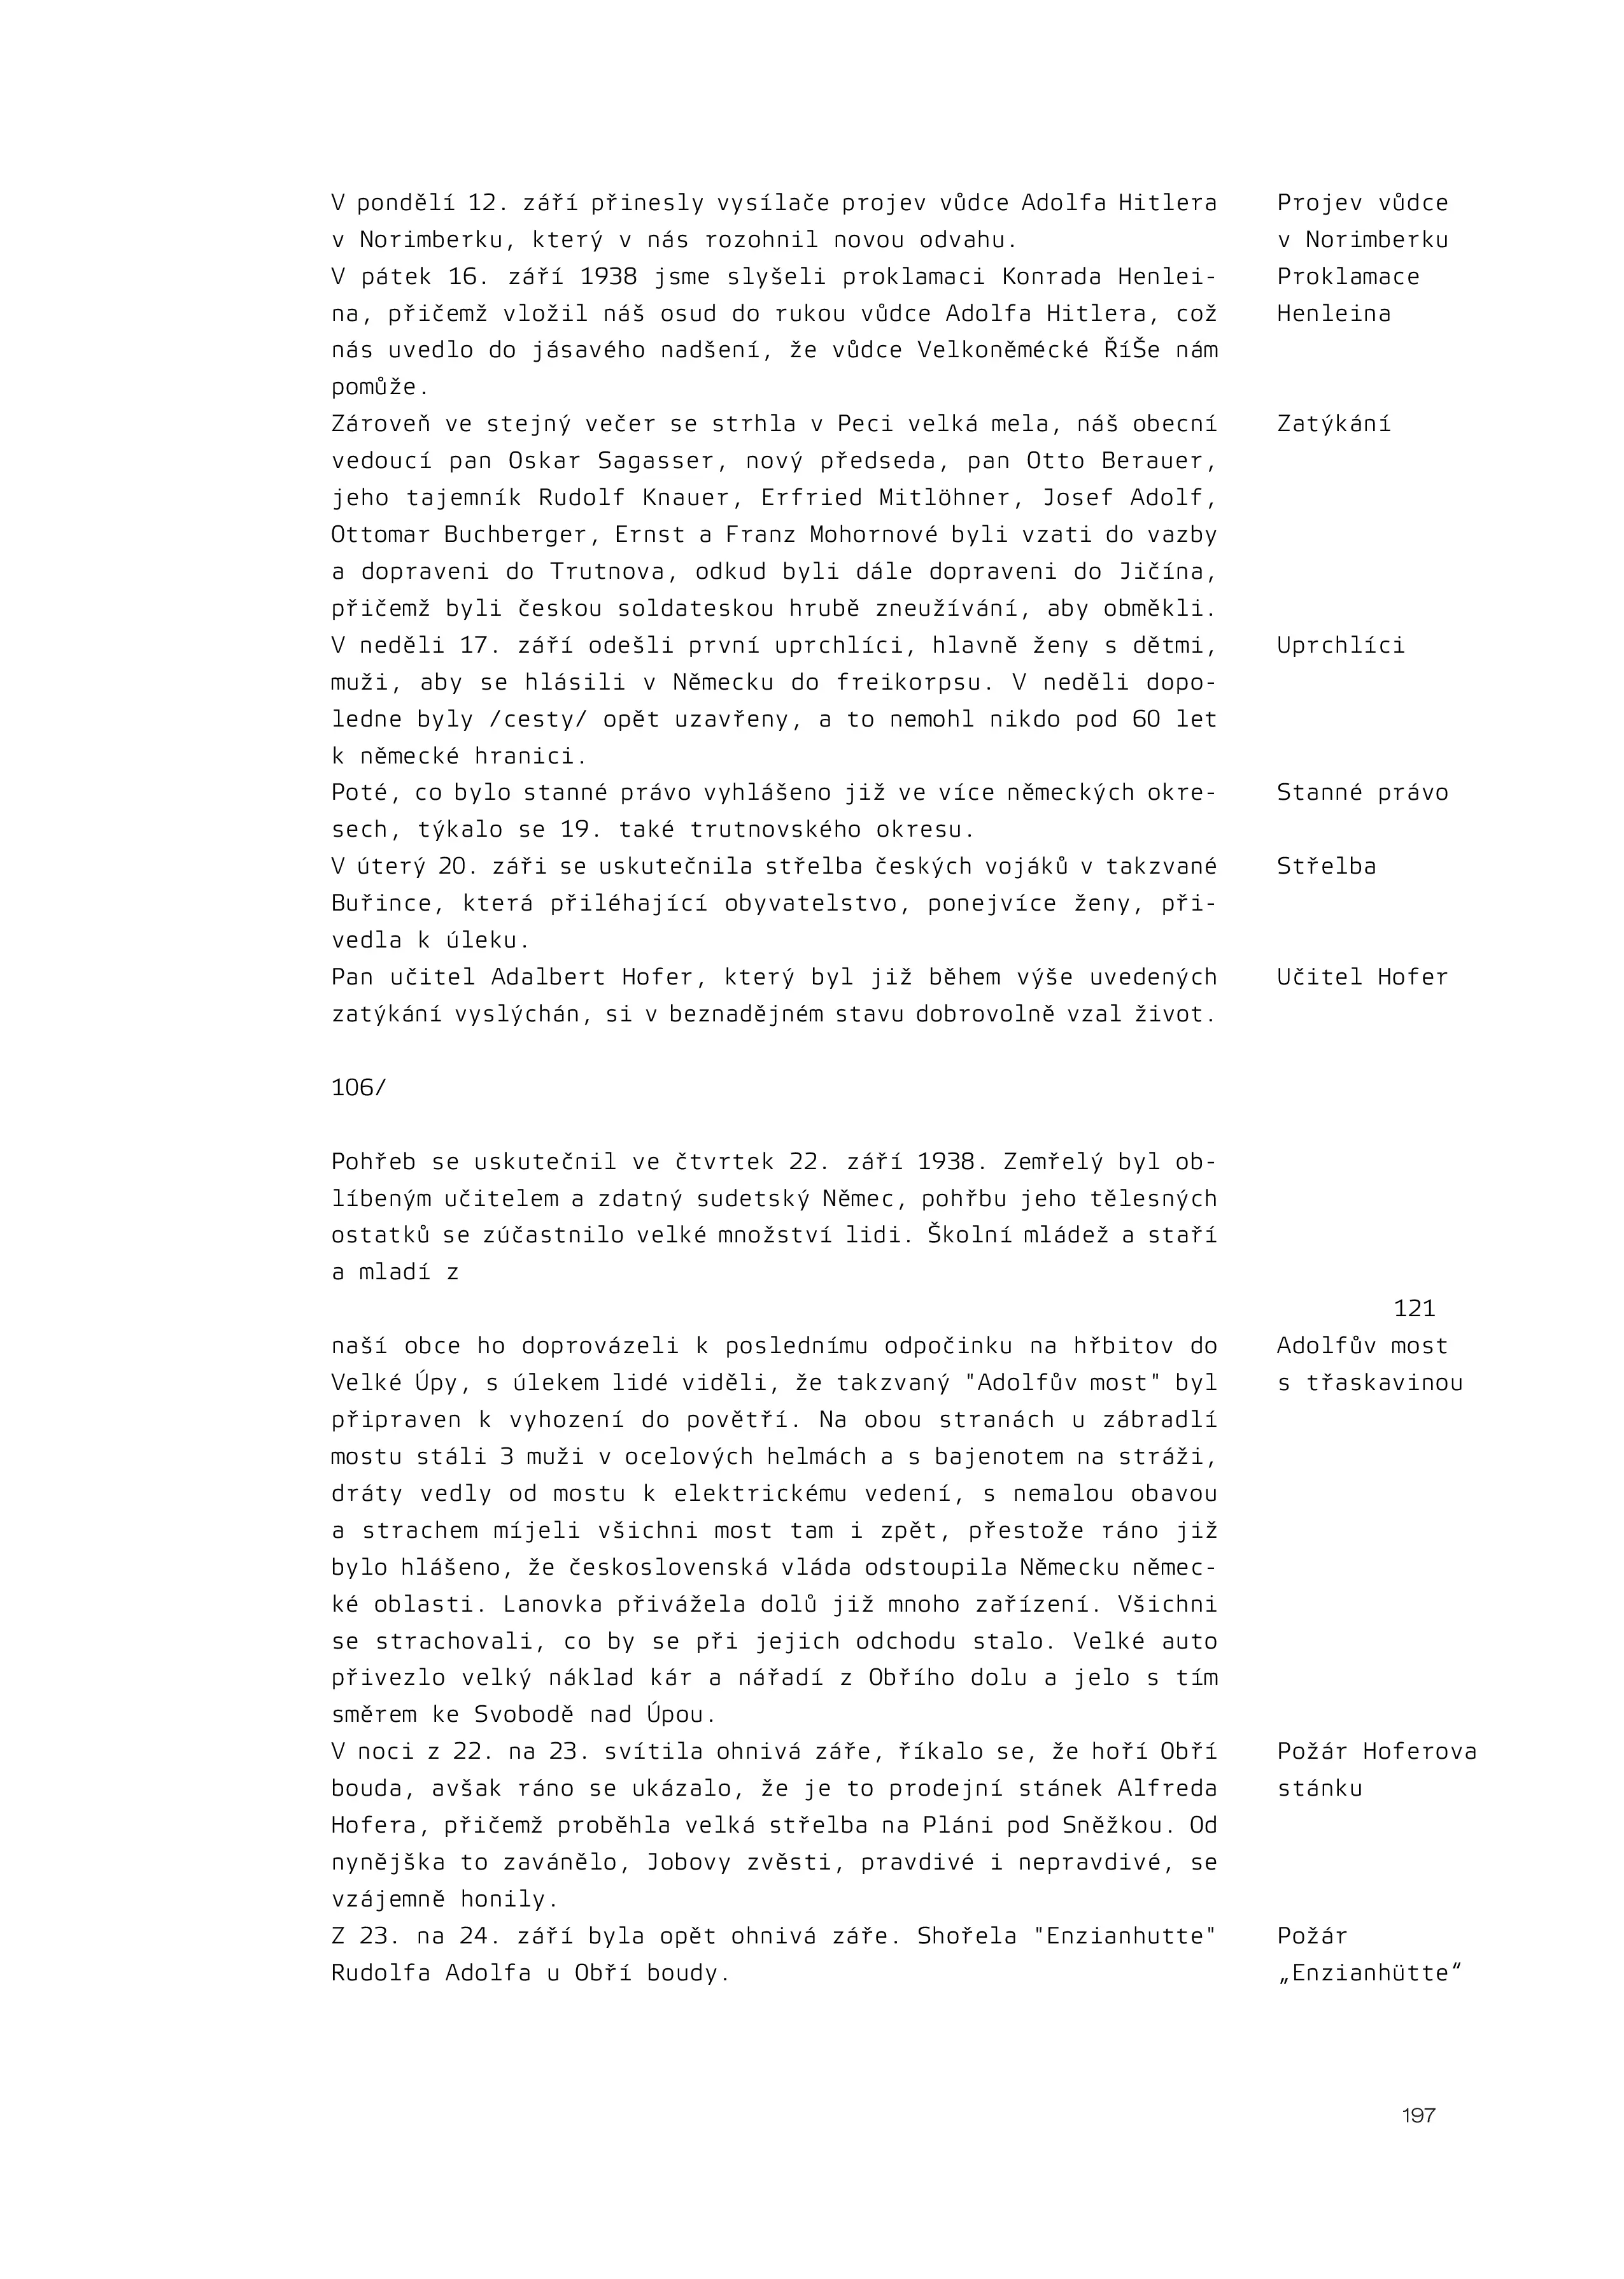 V pondělí 12. září přinesly vysílače projev vůdce Adolfa Hitlera
Projev vůdce
v Norimberku, který v nás rozohnil novou odvahu.
v Norimberku
V pátek 16. září 1938 jsme slyšeli proklamaci Konrada Henlei-
Proklamace
na, přičemž vložil náš osud do rukou vůdce Adolfa Hitlera, což
Henleina
nás uvedlo do jásavého nadšení, že vůdce Velkoněmécké ŘíŠe nám
pomůže.
Zároveň ve stejný večer se strhla v Peci velká mela, náš obecní
Zatýkání
vedoucí pan Oskar Sagasser, nový předseda, pan Otto Berauer,
jeho tajemník Rudolf Knauer, Erfried Mitlöhner, Josef Adolf,
Ottomar Buchberger, Ernst a Franz Mohornové byli vzati do vazby
a dopraveni do Trutnova, odkud byli dále dopraveni do Jičína,
přičemž byli českou soldateskou hrubě zneužívání, aby obměkli.
V neděli 17. září odešli první uprchlíci, hlavně ženy s dětmi,
Uprchlíci
muži, aby se hlásili v Německu do freikorpsu. V neděli dopo-
ledne byly /cesty/ opět uzavřeny, a to nemohl nikdo pod 60 let
k německé hranici.
Poté, co bylo stanné právo vyhlášeno již ve více německých okre-
Stanné právo
sech, týkalo se 19. také trutnovského okresu.
V úterý 20. záři se uskutečnila střelba českých vojáků v takzvané
Střelba
Buřince, která přiléhající obyvatelstvo, ponejvíce ženy, při-
vedla k úleku.
Pan učitel Adalbert Hofer, který byl již během výše uvedených
Učitel Hofer
zatýkání vyslýchán, si v beznadějném stavu dobrovolně vzal život.
106/
Pohřeb se uskutečnil ve čtvrtek 22. září 1938. Zemřelý byl ob-
líbeným učitelem a zdatný sudetský Němec, pohřbu jeho tělesných
ostatků se zúčastnilo velké množství lidi. Školní mládež a staří
a mladí z
121
naší obce ho doprovázeli k poslednímu odpočinku na hřbitov do
Adolfův most
Velké Úpy, s úlekem lidé viděli, že takzvaný "Adolfův most" byl
s třaskavinou
připraven k vyhození do povětří. Na obou stranách u zábradlí
mostu stáli 3 muži v ocelových helmách a s bajenotem na stráži,
dráty vedly od mostu k elektrickému vedení, s nemalou obavou
a strachem míjeli všichni most tam i zpět, přestože ráno již
bylo hlášeno, že československá vláda odstoupila Německu němec-
ké oblasti. Lanovka přivážela dolů již mnoho zařízení. Všichni
se strachovali, co by se při jejich odchodu stalo. Velké auto
přivezlo velký náklad kár a nářadí z Obřího dolu a jelo s tím
směrem ke Svobodě nad Úpou.
V noci z 22. na 23. svítila ohnivá záře, říkalo se, že hoří Obří
Požár Hoferova
bouda, avšak ráno se ukázalo, že je to prodejní stánek Alfreda
stánku
Hofera, přičemž proběhla velká střelba na Pláni pod Sněžkou. Od
nynějška to zavánělo, Jobovy zvěsti, pravdivé i nepravdivé, se
vzájemně honily.
Z 23. na 24. září byla opět ohnivá záře. Shořela "Enzianhutte"
Požár
Rudolfa Adolfa u Obří boudy.
„Enzianhütte“
197